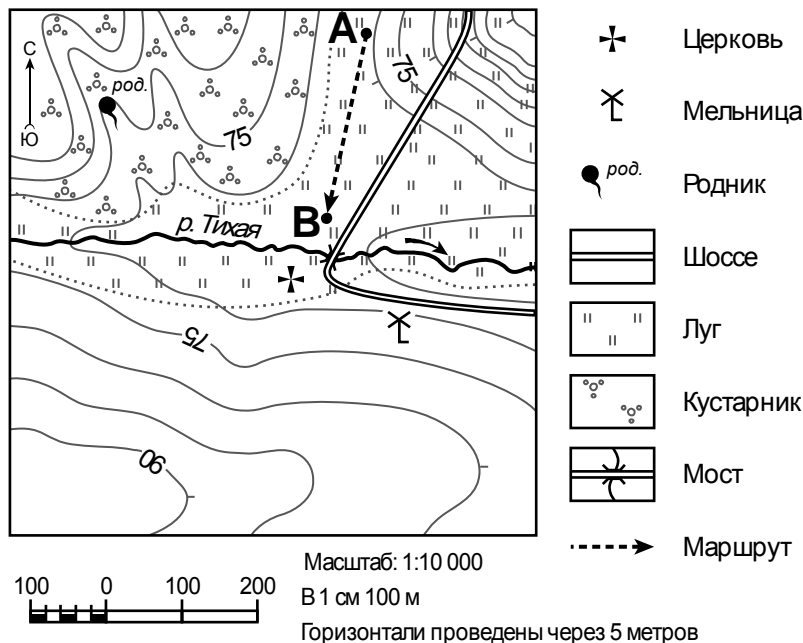 С
Ю
род.
75
A
75
B
р. Тихая
75
90
Церковь
Мельница
род.
Родник
Шоссе
Луг
Кустарник
Мост
Маршрут
100 0 100 200
Масштаб: 1:10 000
В 1 см 100 м
Горизонтали проведены через 5 метров